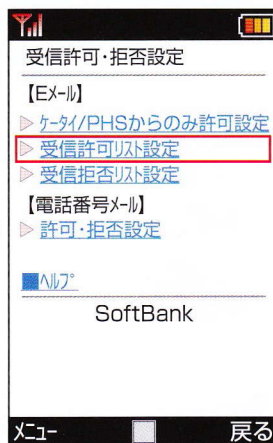 受信許可・拒否設定
【Eメール】
ケータイ/PHSからのみ許可設定
受信許可リスト設定
受信拒否リスト設定
【電話番号メール】
許可・拒否設定
ヘルプ
SoftBank
メニュー 戻る